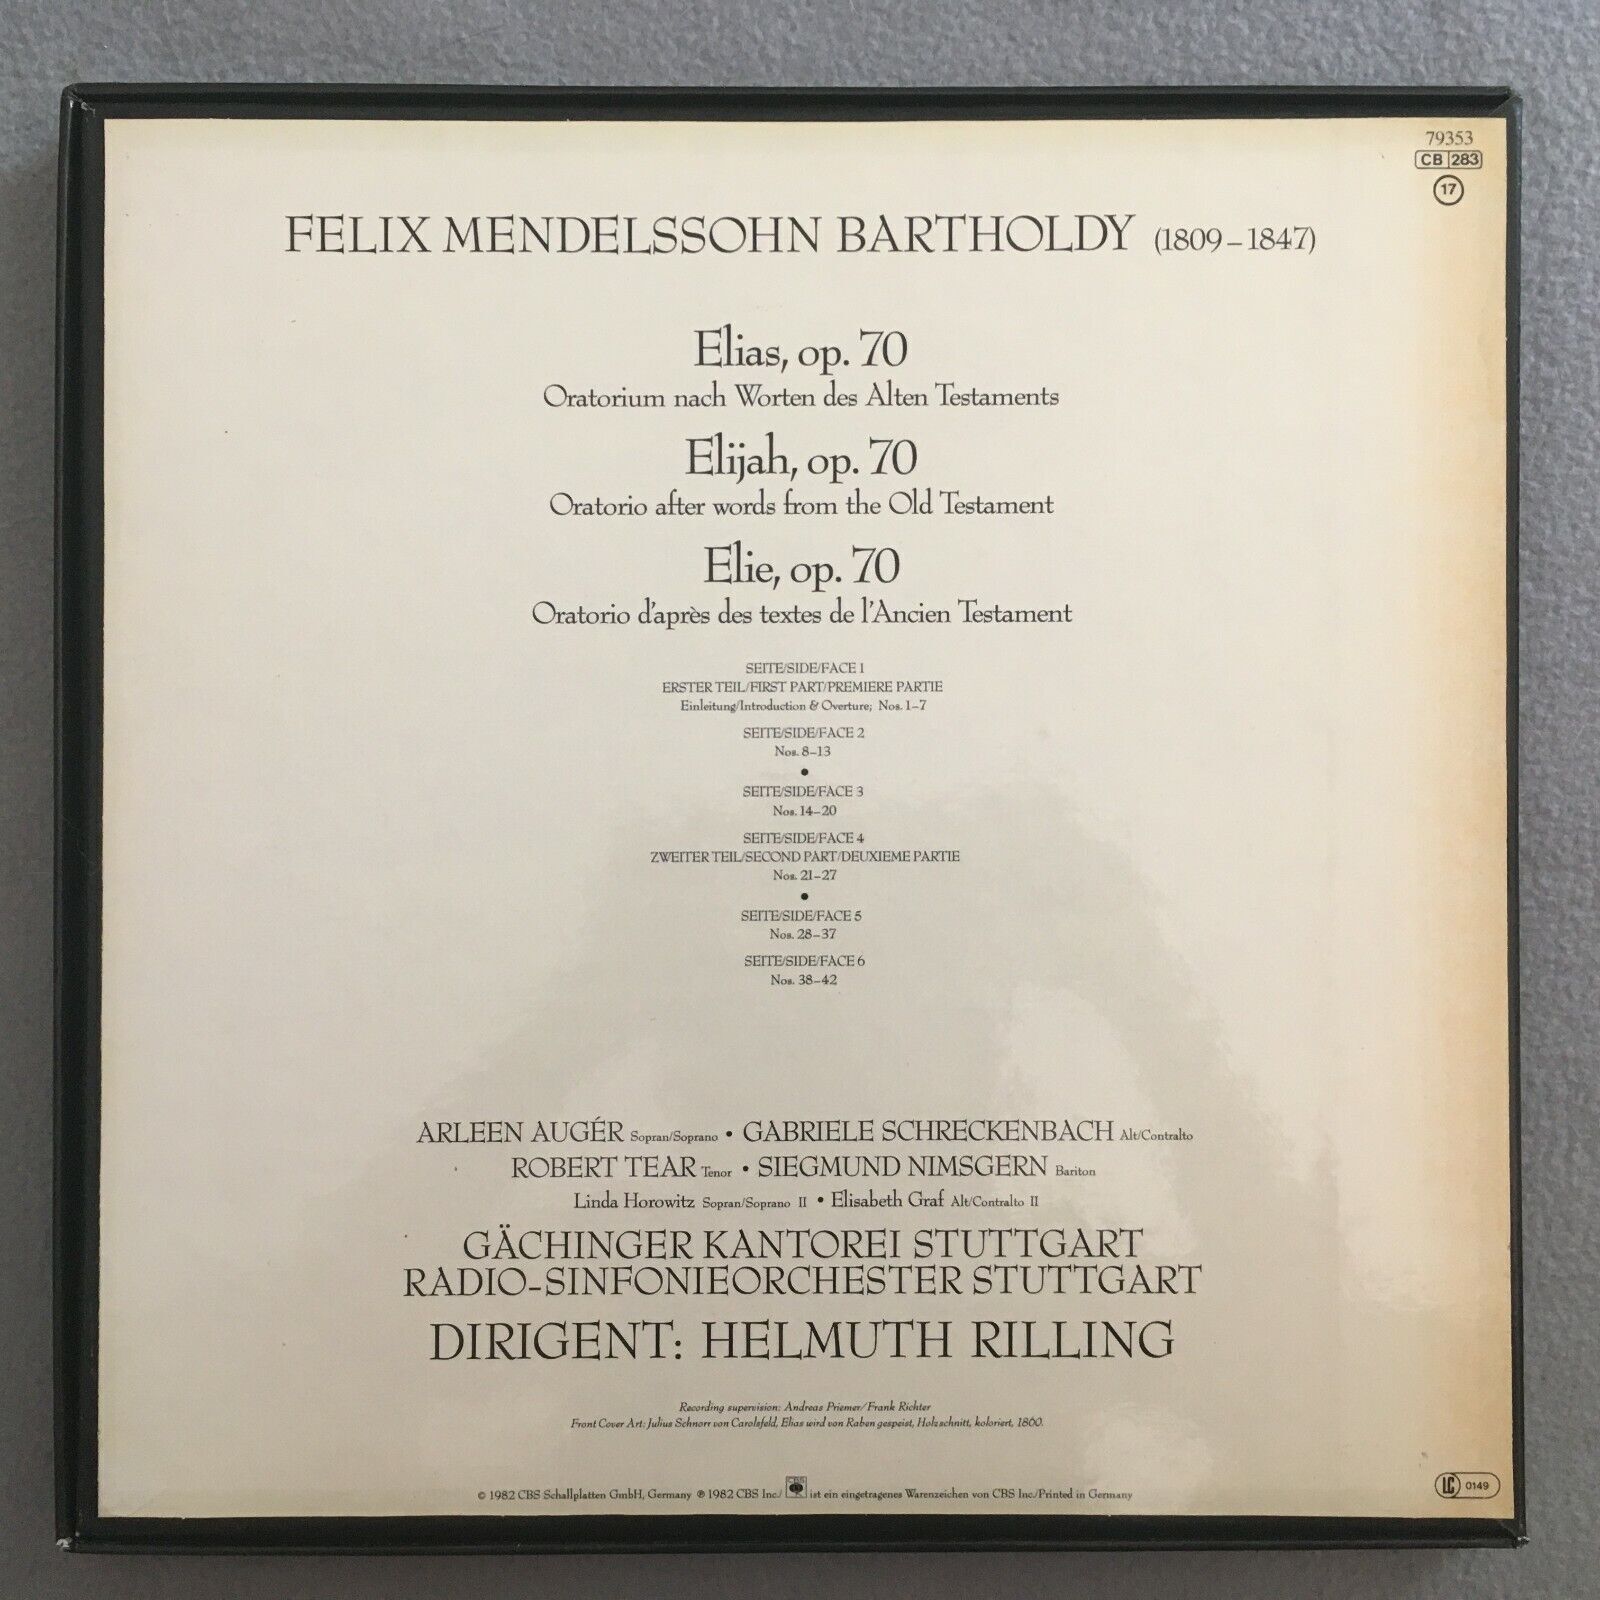 79353
CB 283
17
FELIX MENDELSSOHN BARTHOLDY (1809–1847)
Elias, op. 70
Oratorium nach Worten des Alten Testaments
Elijah, op. 70
Oratorio after words from the Old Testament
Elie, op. 70
Oratorio d'après des textes de l'Ancien Testament
SEITE/SIDE/FACE 1
ERSTER TEIL/FIRST PART/PREMIERE PARTIE
Einleitung/Introduction & Overture; Nos. 1–7
SEITE/SIDE/FACE 2
Nos. 8–13
•
SEITE/SIDE/FACE 3
Nos. 14–20
SEITE/SIDE/FACE 4
ZWEITER TEIL/SECOND PART/DEUXIEME PARTIE
Nos. 21–27
•
SEITE/SIDE/FACE 5
Nos. 28–37
SEITE/SIDE/FACE 6
Nos. 38–42
ARLEEN AUGÉR Sopran/Soprano • GABRIELE SCHRECKENBACH Alt/Contralto
ROBERT TEAR Tenor • SIEGMUND NIMSGERN Bariton
Linda Horowitz Sopran/Soprano II • Elisabeth Graf Alt/Contralto II
GÄCHINGER KANTOREI STUTTGART
RADIO-SINFONIEORCHESTER STUTTGART
DIRIGENT: HELMUTH RILLING
Recording supervision: Andreas Priemer/Frank Richter
Front Cover Art: Julius Schnorr von Carolsfeld, Elias wird von Raben gespeist, Holzschnitt, koloriert, 1860.
© 1982 CBS Schallplatten GmbH, Germany ℗ 1982 CBS Inc./ CBS ist ein eingetragenes Warenzeichen von CBS Inc./Printed in Germany
LC 0149